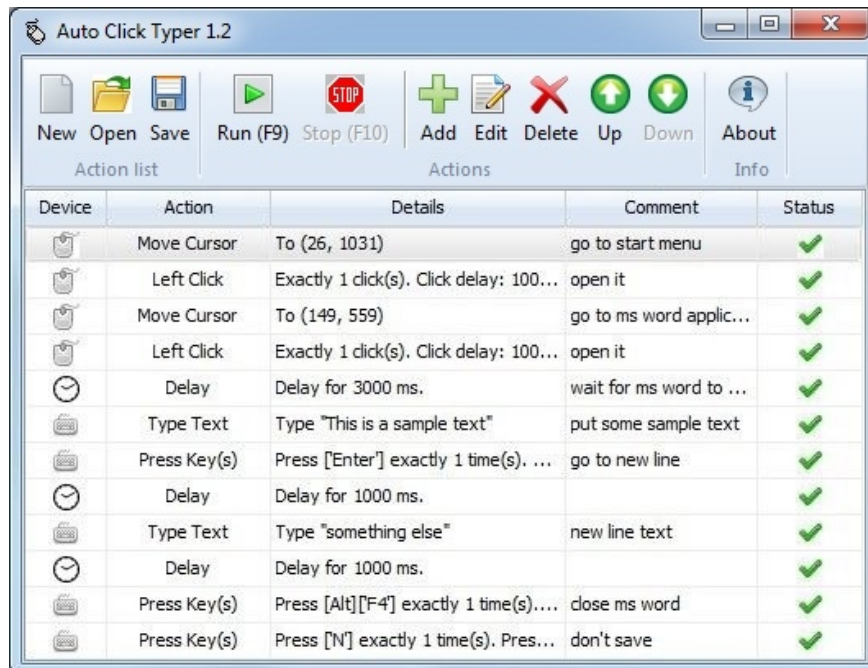 Auto Click Typer 1.2
STOP
New Open Save Run (F9) Stop (F10) Add Edit Delete Up Down About
Action list Actions Info
Device Action Details Comment Status
Move Cursor To (26, 1031) go to start menu
Left Click Exactly 1 click(s). Click delay: 100... open it
Move Cursor To (149, 559) go to ms word applic...
Left Click Exactly 1 click(s). Click delay: 100... open it
Delay Delay for 3000 ms. wait for ms word to ...
Type Text Type "This is a sample text" put some sample text
Press Key(s) Press ['Enter'] exactly 1 time(s). ... go to new line
Delay Delay for 1000 ms.
Type Text Type "something else" new line text
Delay Delay for 1000 ms.
Press Key(s) Press [Alt]['F4'] exactly 1 time(s).... close ms word
Press Key(s) Press ['N'] exactly 1 time(s). Pres... don't save